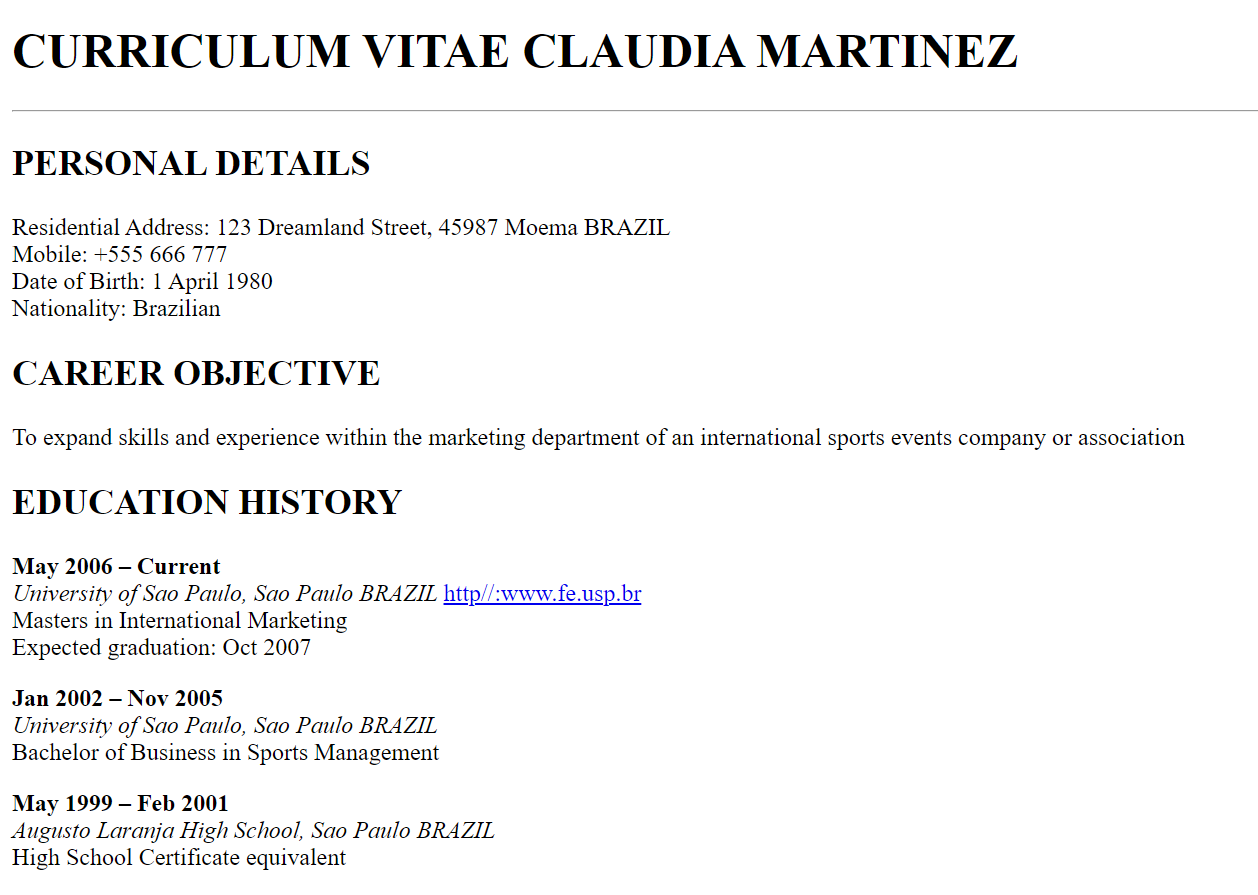 CURRICULUM VITAE CLAUDIA MARTINEZ
PERSONAL DETAILS
Residential Address: 123 Dreamland Street, 45987 Moema BRAZIL
Mobile: +555 666 777
Date of Birth: 1 April 1980
Nationality: Brazilian
CAREER OBJECTIVE
To expand skills and experience within the marketing department of an international sports events company or association
EDUCATION HISTORY
May 2006 – Current
University of Sao Paulo, Sao Paulo BRAZIL http//:www.fe.usp.br
Masters in International Marketing
Expected graduation: Oct 2007
Jan 2002 – Nov 2005
University of Sao Paulo, Sao Paulo BRAZIL
Bachelor of Business in Sports Management
May 1999 – Feb 2001
Augusto Laranja High School, Sao Paulo BRAZIL
High School Certificate equivalent